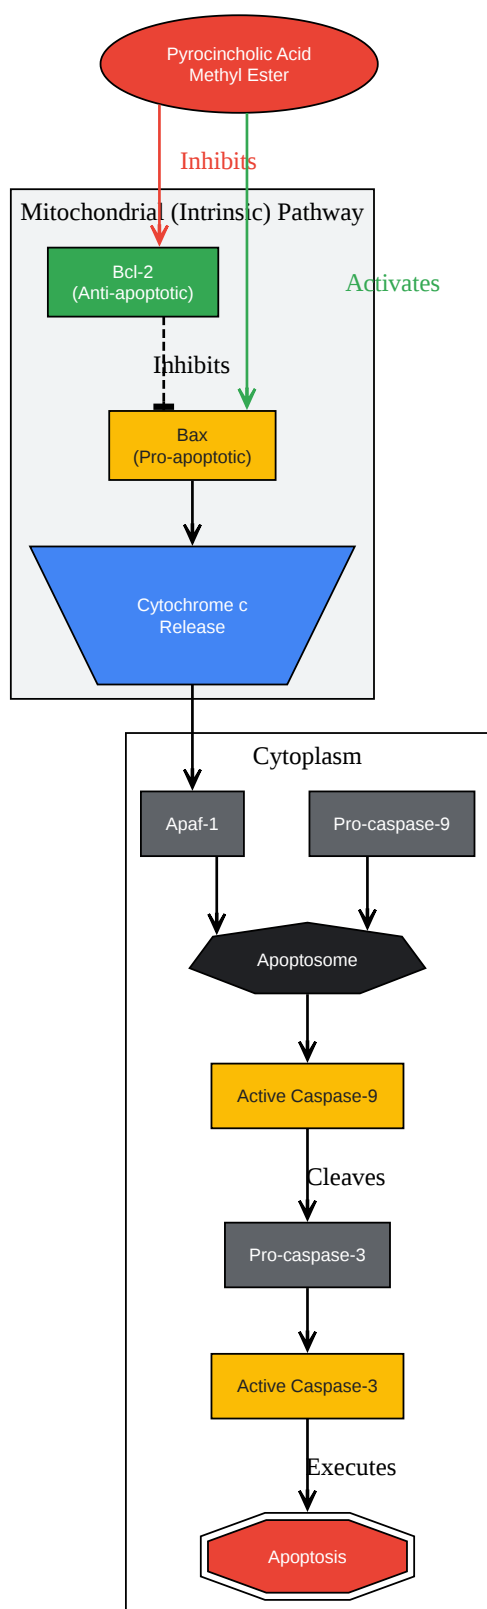 Pyrocincholic Acid
Methyl Ester
Inhibits
Mitochondrial (Intrinsic) Pathway
Bcl-2
(Anti-apoptotic)
Activates
Inhibits
Bax
(Pro-apoptotic)
Cytochrome c
Release
Cytoplasm
Apaf-1
Pro-caspase-9
Apoptosome
Active Caspase-9
Cleaves
Pro-caspase-3
Active Caspase-3
Executes
Apoptosis